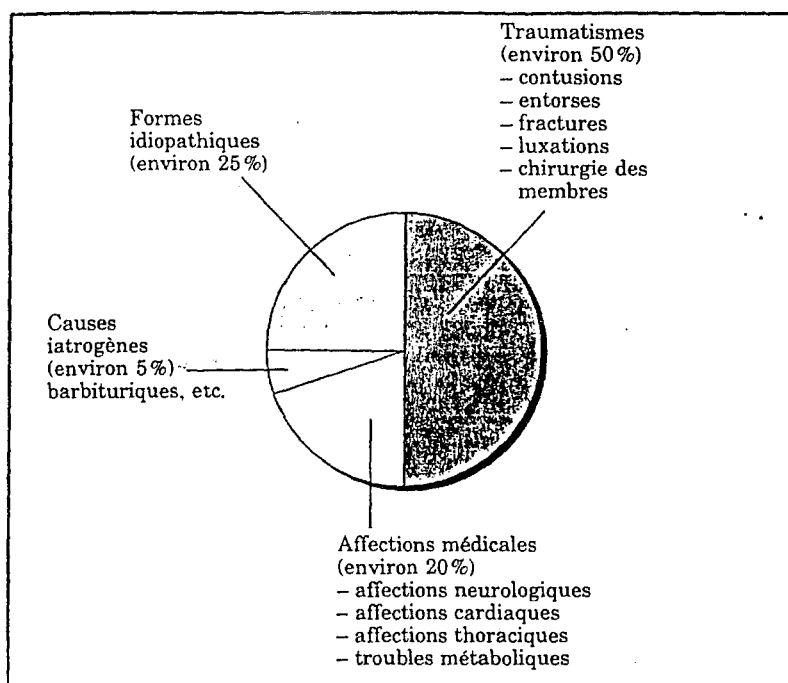 Traumatismes
(environ 50%)
– contusions
– entorses
– fractures
– luxations
– chirurgie des
membres
Formes
idiopathiques
(environ 25%)
Causes
iatrogènes
(environ 5%)
barbituriques, etc.
Affections médicales
(environ 20%)
– affections neurologiques
– affections cardiaques
– affections thoraciques
– troubles métaboliques